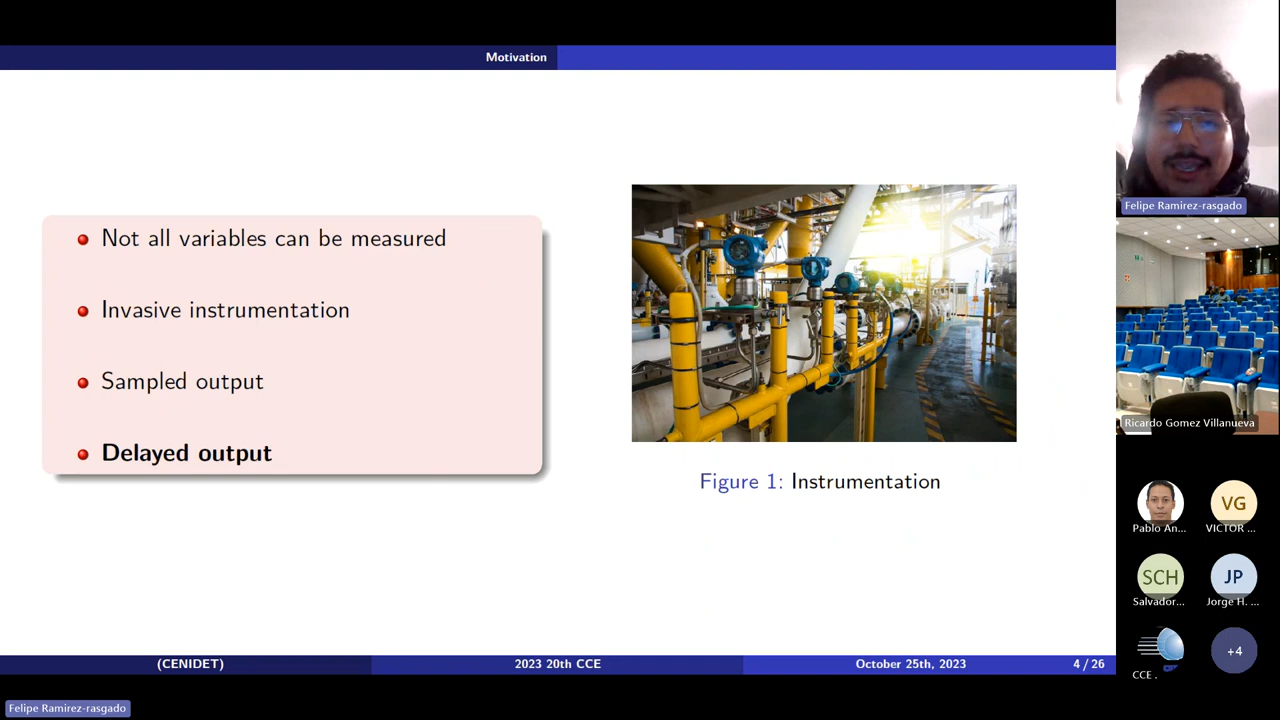 Motivation
Not all variables can be measured
Invasive instrumentation
Sampled output
Delayed output
Figure 1: Instrumentation
(CENIDET)
2023 20th CCE
October 25th, 2023
4 / 26
Felipe Ramirez-rasgado
Felipe Ramirez-rasgado
Ricardo Gomez Villanueva
Pablo An...
VG
VICTOR ...
SCH
Salvador...
JP
Jorge H. ...
CCE .
+4